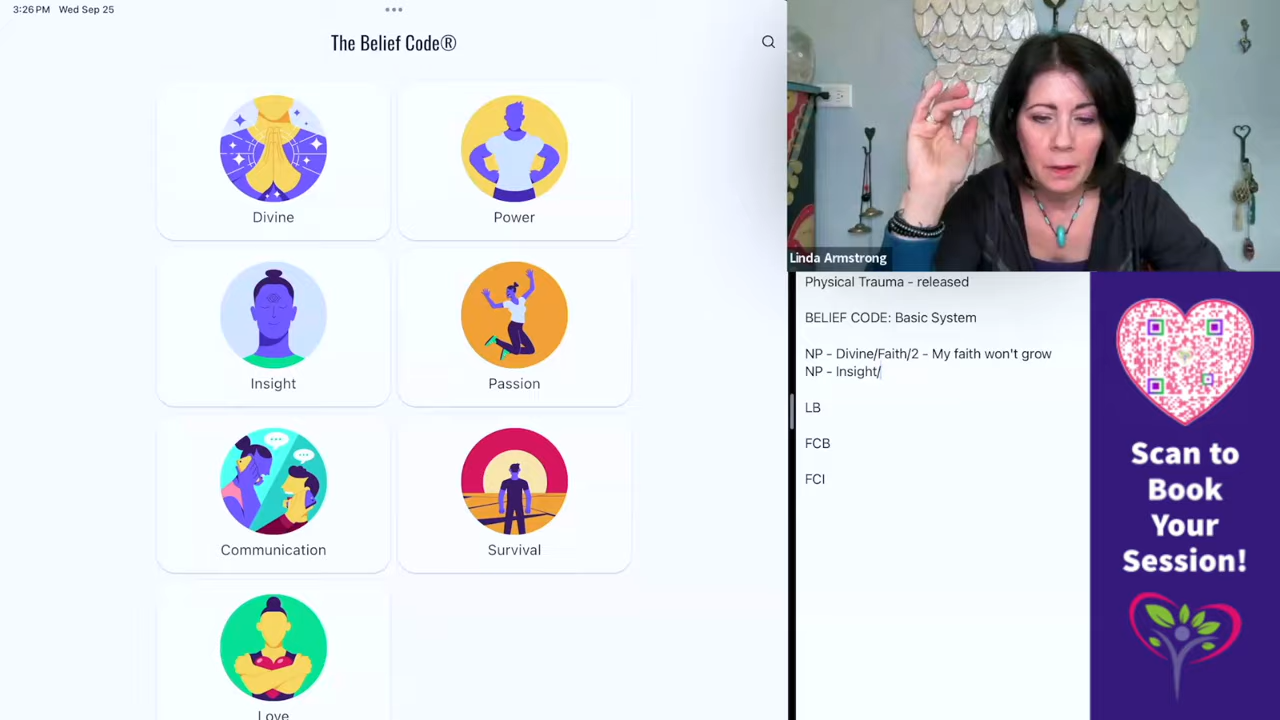 3:26 PM Wed Sep 25
The Belief Code®
Divine
Power
Insight
Passion
Communication
Survival
Love
Linda Armstrong
Physical Trauma - released
BELIEF CODE: Basic System
NP - Divine/Faith/2 - My faith won't grow
NP - Insight/
LB
FCB
FCI
Scan to
Book
Your
Session!